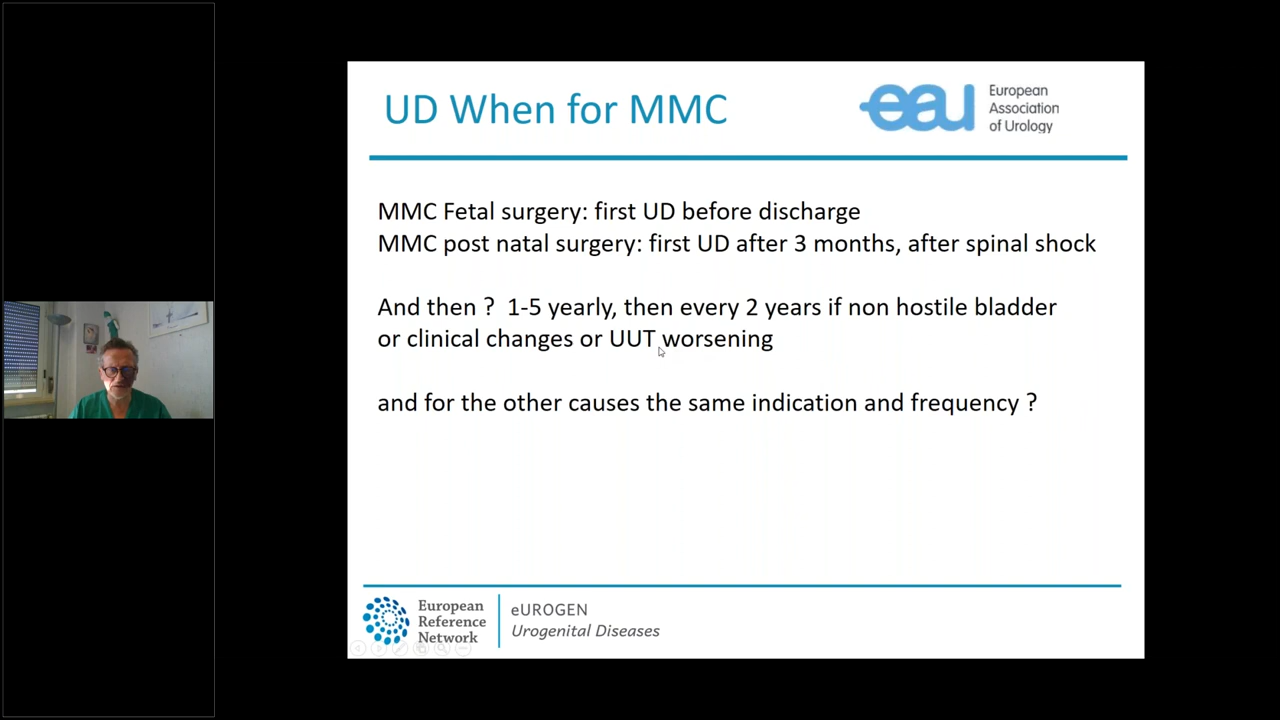 UD When for MMC
eau
European
Association
of Urology
MMC Fetal surgery: first UD before discharge
MMC post natal surgery: first UD after 3 months, after spinal shock
And then ? 1-5 yearly, then every 2 years if non hostile bladder
or clinical changes or UUT worsening
and for the other causes the same indication and frequency ?
European
Reference
Network
eUROGEN
Urogenital Diseases